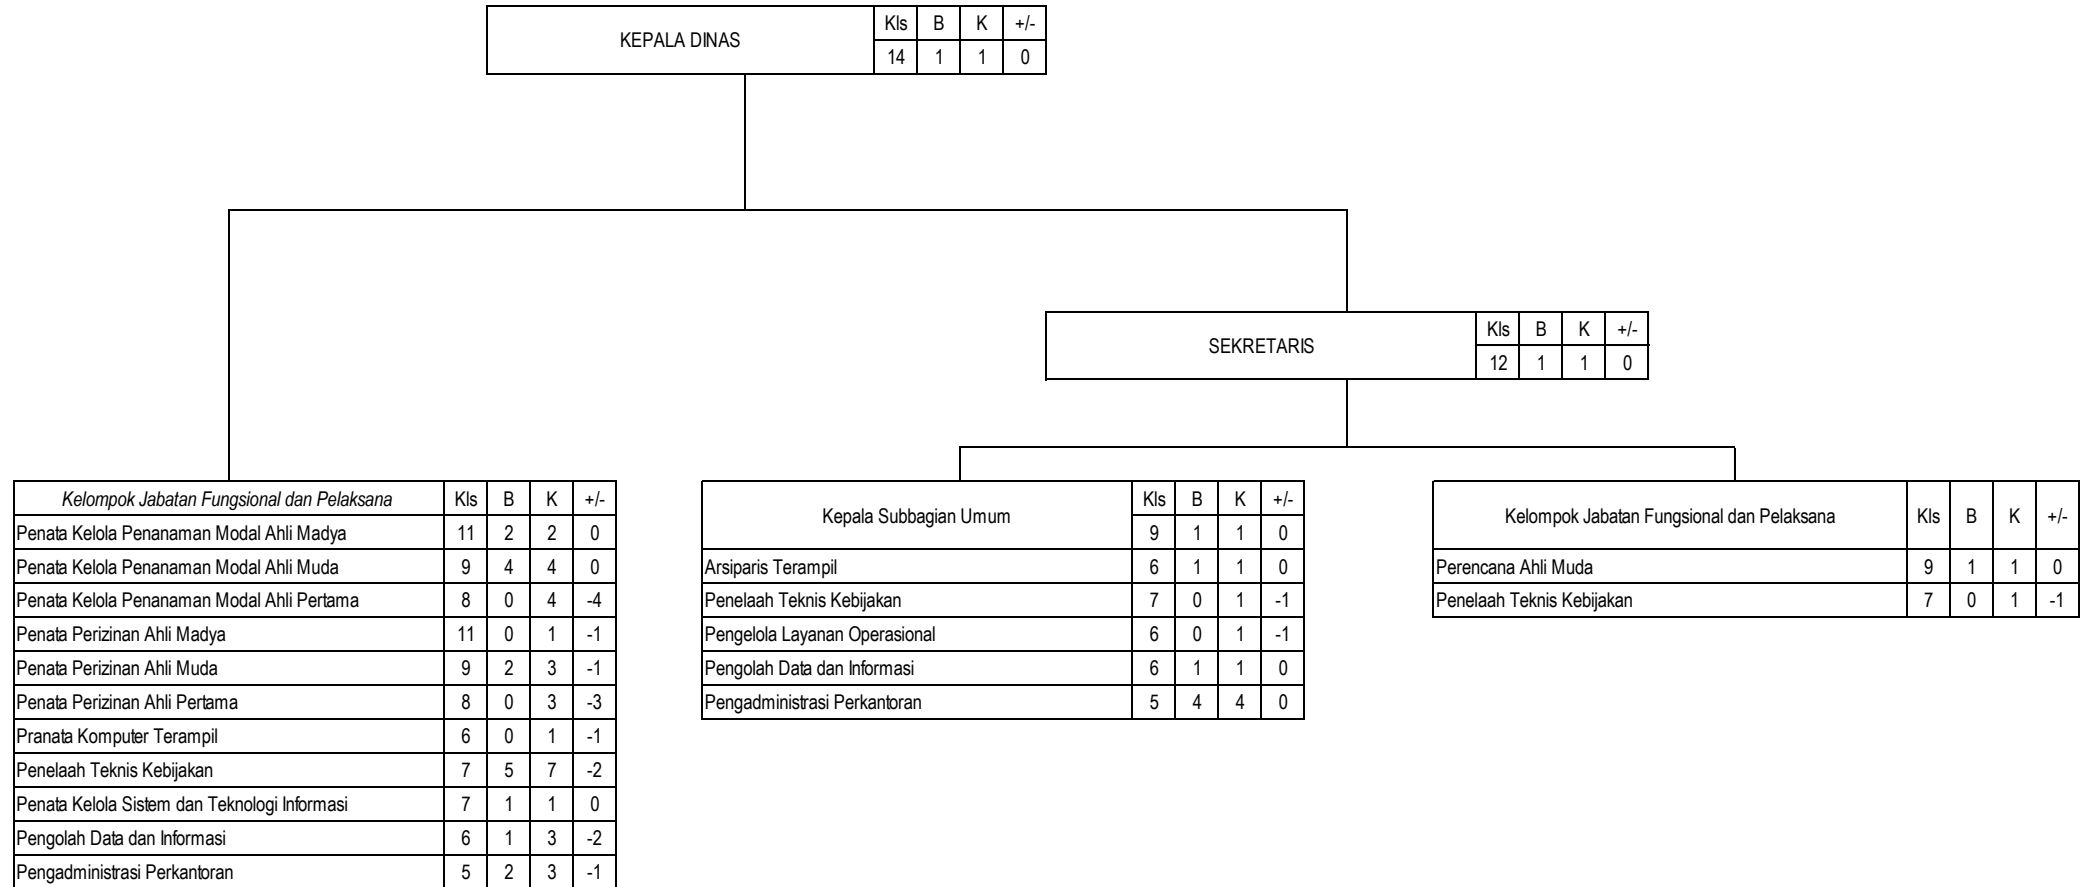 KEPALA DINAS
Kls B K +/-
14 1 1 0
SEKRETARIS
Kls B K +/-
12 1 1 0
Kelompok Jabatan Fungsional dan Pelaksana Kls B K +/-
Penata Kelola Penanaman Modal Ahli Madya 11 2 2 0
Penata Kelola Penanaman Modal Ahli Muda 9 4 4 0
Penata Kelola Penanaman Modal Ahli Pertama 8 0 4 -4
Penata Perizinan Ahli Madya 11 0 1 -1
Penata Perizinan Ahli Muda 9 2 3 -1
Penata Perizinan Ahli Pertama 8 0 3 -3
Pranata Komputer Terampil 6 0 1 -1
Penelaah Teknis Kebijakan 7 5 7 -2
Penata Kelola Sistem dan Teknologi Informasi 7 1 1 0
Pengolah Data dan Informasi 6 1 3 -2
Pengadministrasi Perkantoran 5 2 3 -1
Kepala Subbagian Umum
Kls B K +/-
9 1 1 0
Arsiparis Terampil 6 1 1 0
Penelaah Teknis Kebijakan 7 0 1 -1
Pengelola Layanan Operasional 6 0 1 -1
Pengolah Data dan Informasi 6 1 1 0
Pengadministrasi Perkantoran 5 4 4 0
Kelompok Jabatan Fungsional dan Pelaksana Kls B K +/-
Perencana Ahli Muda 9 1 1 0
Penelaah Teknis Kebijakan 7 0 1 -1